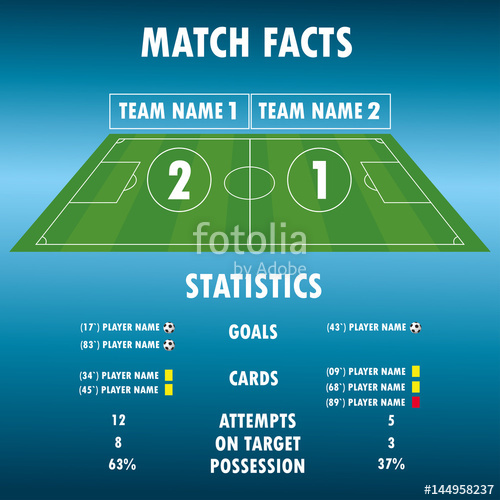 MATCH FACTS
TEAM NAME 1 TEAM NAME 2
2 1
fotolia
by Adobe
STATISTICS
(17`) PLAYER NAME GOALS (43`) PLAYER NAME
(83`) PLAYER NAME
(34`) PLAYER NAME CARDS (09`) PLAYER NAME
(45`) PLAYER NAME (68`) PLAYER NAME
(89`) PLAYER NAME
12 ATTEMPTS 5
8 ON TARGET 3
63% POSSESSION 37%
#144958237